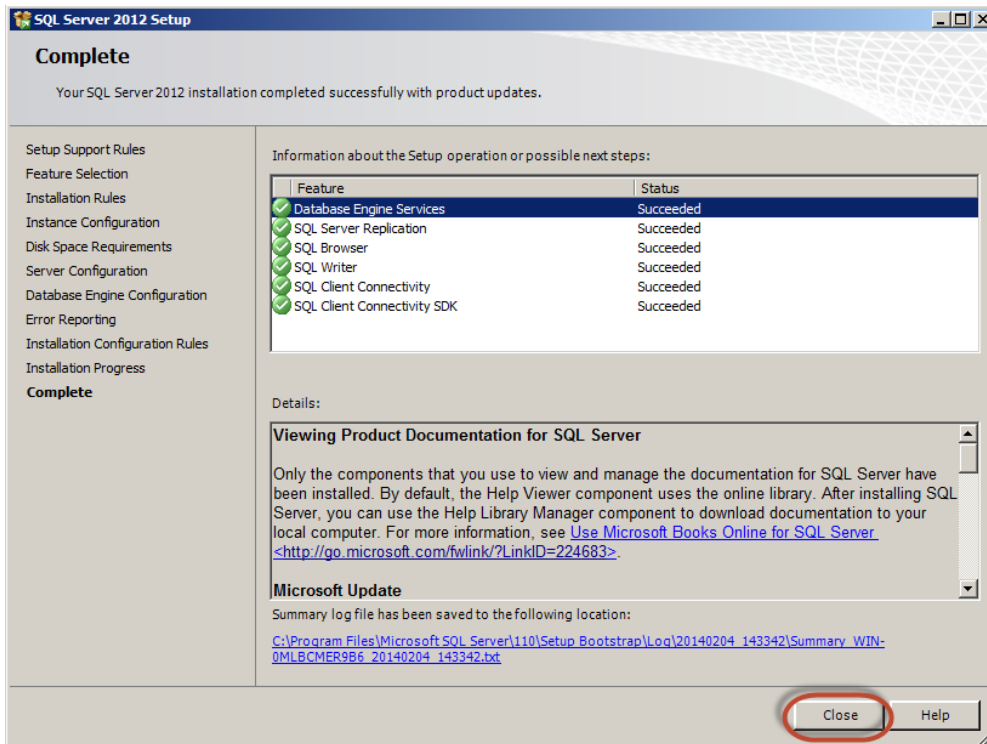 SQL Server 2012 Setup
Complete
Your SQL Server 2012 installation completed successfully with product updates.
Setup Support Rules
Feature Selection
Installation Rules
Instance Configuration
Disk Space Requirements
Server Configuration
Database Engine Configuration
Error Reporting
Installation Configuration Rules
Installation Progress
Complete
Information about the Setup operation or possible next steps:
Feature Status
Database Engine Services Succeeded
SQL Server Replication Succeeded
SQL Browser Succeeded
SQL Writer Succeeded
SQL Client Connectivity Succeeded
SQL Client Connectivity SDK Succeeded
Details:
Viewing Product Documentation for SQL Server
Only the components that you use to view and manage the documentation for SQL Server have
been installed. By default, the Help Viewer component uses the online library. After installing SQL
Server, you can use the Help Library Manager component to download documentation to your
local computer. For more information, see Use Microsoft Books Online for SQL Server
<http://go.microsoft.com/fwlink/?LinkID=224683>.
Microsoft Update
Summary log file has been saved to the following location:
C:\Program Files\Microsoft SQL Server\110\Setup Bootstrap\Log\20140204_143342\Summary_WIN-
0MLBCMER9B6_20140204_143342.txt
Close Help